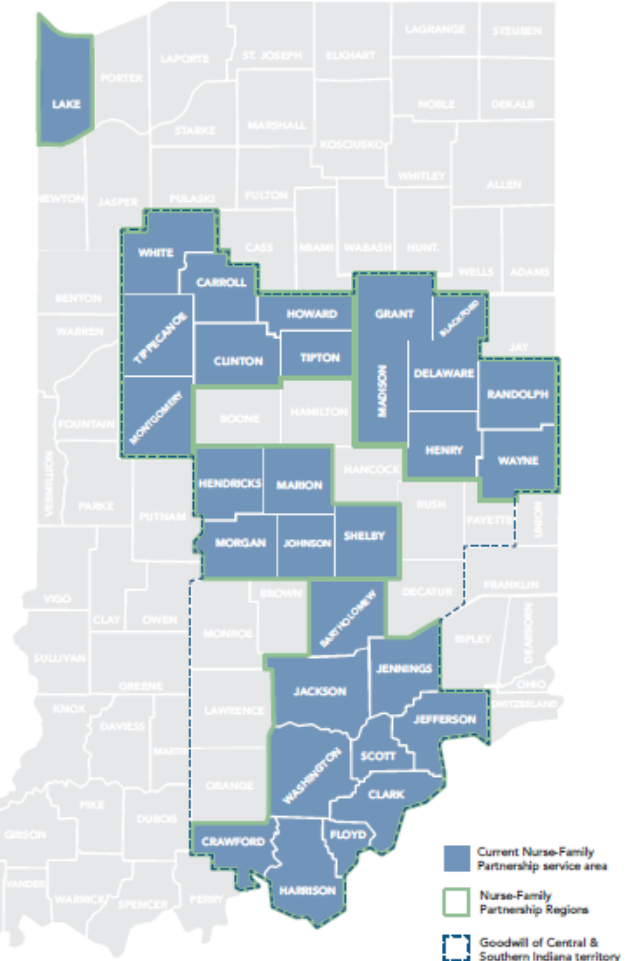 LAGRANGE
STEUBEN
LAPORTE
ST. JOSEPH
ELKHART
PORTER
LAKE
NOBLE
DEKALB
STARKE
MARSHALL
KOSCIUSKO
WHITLEY
ALLEN
NEWTON
JASPER
PULASKI
FULTON
WHITE
CASS
MIAMI
WABASH
HUNT.
WELLS
ADAMS
CARROLL
BENTON
HOWARD
GRANT
BLACKFORD
WARREN
TIPPECANOE
CLINTON
TIPTON
JAY
MADISON
DELAWARE
RANDOLPH
MONTGOMERY
BOONE
HAMILTON
FOUNTAIN
HENRY
WAYNE
VERMILLION
HENDRICKS
MARION
HANCOCK
PARKE
PUTNAM
RUSH
FAYETTE
UNION
MORGAN
JOHNSON
SHELBY
VIGO
CLAY
OWEN
BROWN
BARTHOLOMEW
DECATUR
FRANKLIN
MONROE
RIPLEY
DEARBORN
SULLIVAN
GREENE
JACKSON
JENNINGS
OHIO
KNOX
DAVIESS
MARTIN
LAWRENCE
JEFFERSON
SWITZERLAND
WASHINGTON
SCOTT
ORANGE
CLARK
PIKE
DUBOIS
GIBSON
CRAWFORD
FLOYD
HARRISON
VANDER
WARRICK
SPENCER
PERRY
Current Nurse-Family
Partnership service area
Nurse-Family
Partnership Regions
Goodwill of Central &
Southern Indiana territory